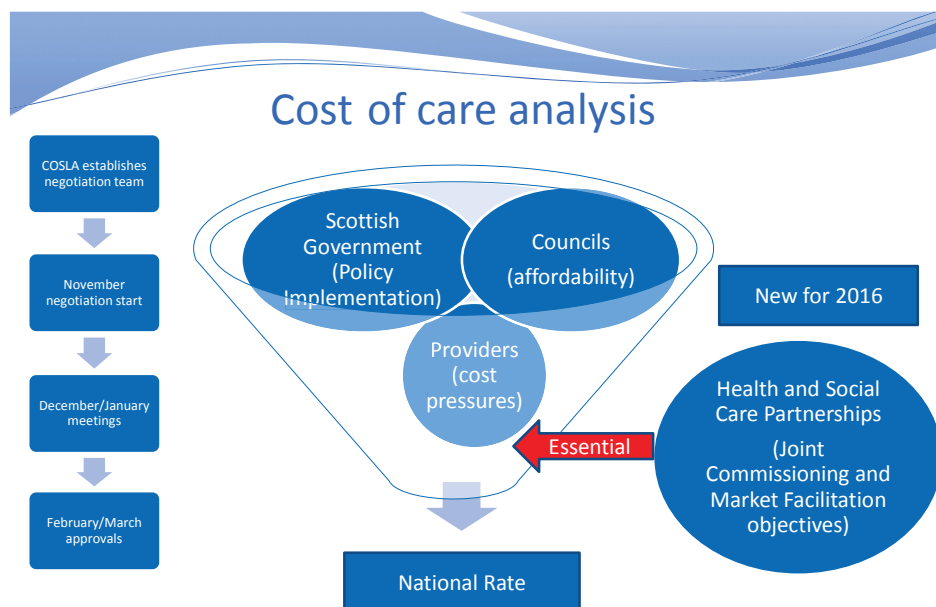 Cost of care analysis
COSLA establishes
negotiation team
November
negotiation start
December/January
meetings
February/March
approvals
Scottish
Government
(Policy
Implementation)
Councils
(affordability)
Providers
(cost
pressures)
National Rate
New for 2016
Essential
Health and Social
Care Partnerships
(Joint
Commissioning and
Market Facilitation
objectives)